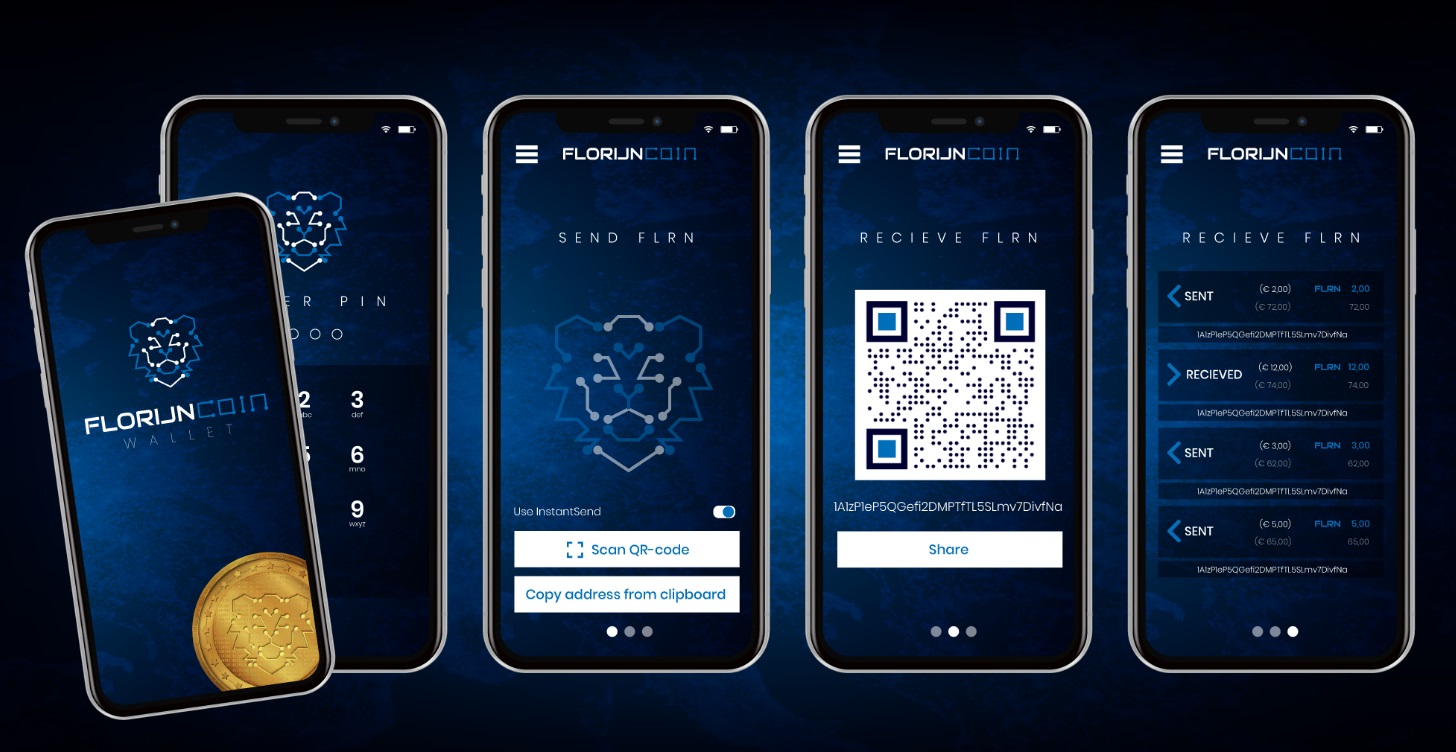 FLORIJNCOIN
WALLET
ER PIN
2
3
def
6
mno
9
wxyz
FLORIJNCOIN
SEND FLRN
Use InstantSend
Scan QR-code
Copy address from clipboard
FLORIJNCOIN
RECIEVE FLRN
1A1zP1eP5QGefi2DMPTfTL5SLmv7DivfNa
Share
FLORIJNCOIN
RECIEVE FLRN
SENT (€ 2,00) FLRN 2,00
(€ 72,00) 72,00
1A1zP1eP5QGefi2DMPTfTL5SLmv7DivfNa
RECIEVED (€ 12,00) FLRN 12,00
(€ 74,00) 74,00
1A1zP1eP5QGefi2DMPTfTL5SLmv7DivfNa
SENT (€ 3,00) FLRN 3,00
(€ 62,00) 62,00
1A1zP1eP5QGefi2DMPTfTL5SLmv7DivfNa
SENT (€ 5,00) FLRN 5,00
(€ 65,00) 65,00
1A1zP1eP5QGefi2DMPTfTL5SLmv7DivfNa